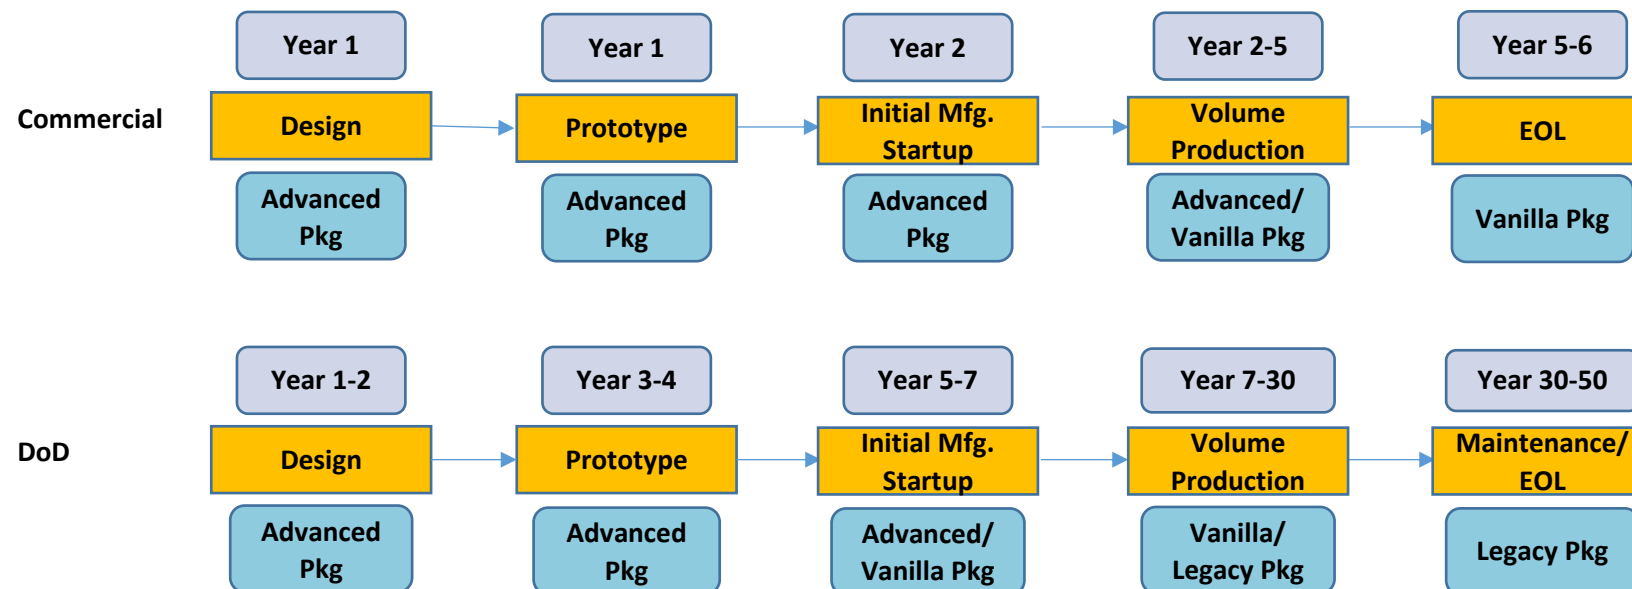 Year 1
Year 1
Year 2
Year 2-5
Year 5-6
Commercial
Design
Prototype
Initial Mfg.
Startup
Volume
Production
EOL
Advanced
Pkg
Advanced
Pkg
Advanced
Pkg
Advanced/
Vanilla Pkg
Vanilla Pkg
Year 1-2
Year 3-4
Year 5-7
Year 7-30
Year 30-50
DoD
Design
Prototype
Initial Mfg.
Startup
Volume
Production
Maintenance/
EOL
Advanced
Pkg
Advanced
Pkg
Advanced/
Vanilla Pkg
Vanilla/
Legacy Pkg
Legacy Pkg